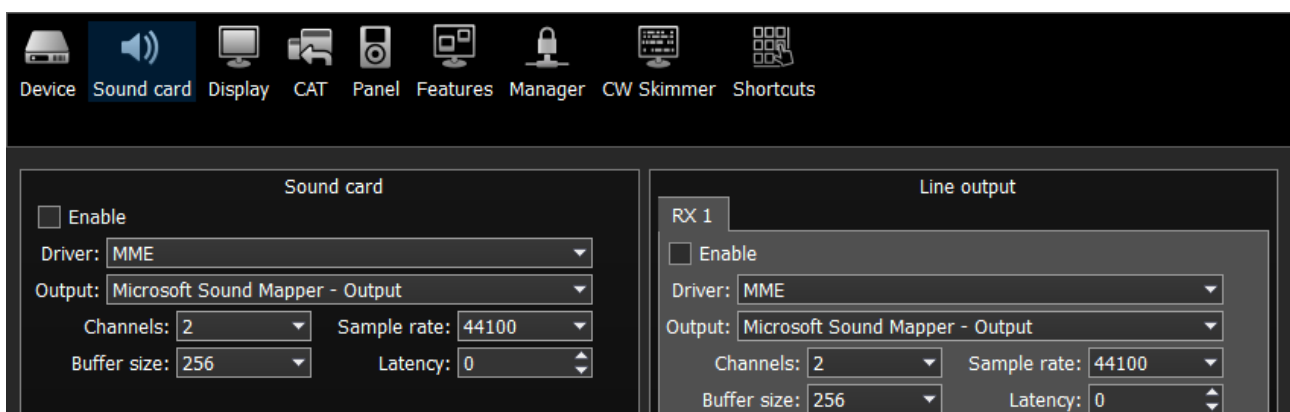 Device Sound card Display CAT Panel Features Manager CW Skimmer Shortcuts
Sound card
Enable
Driver: MME
Output: Microsoft Sound Mapper - Output
Channels: 2 Sample rate: 44100
Buffer size: 256 Latency: 0
Line output
RX 1
Enable
Driver: MME
Output: Microsoft Sound Mapper - Output
Channels: 2 Sample rate: 44100
Buffer size: 256 Latency: 0